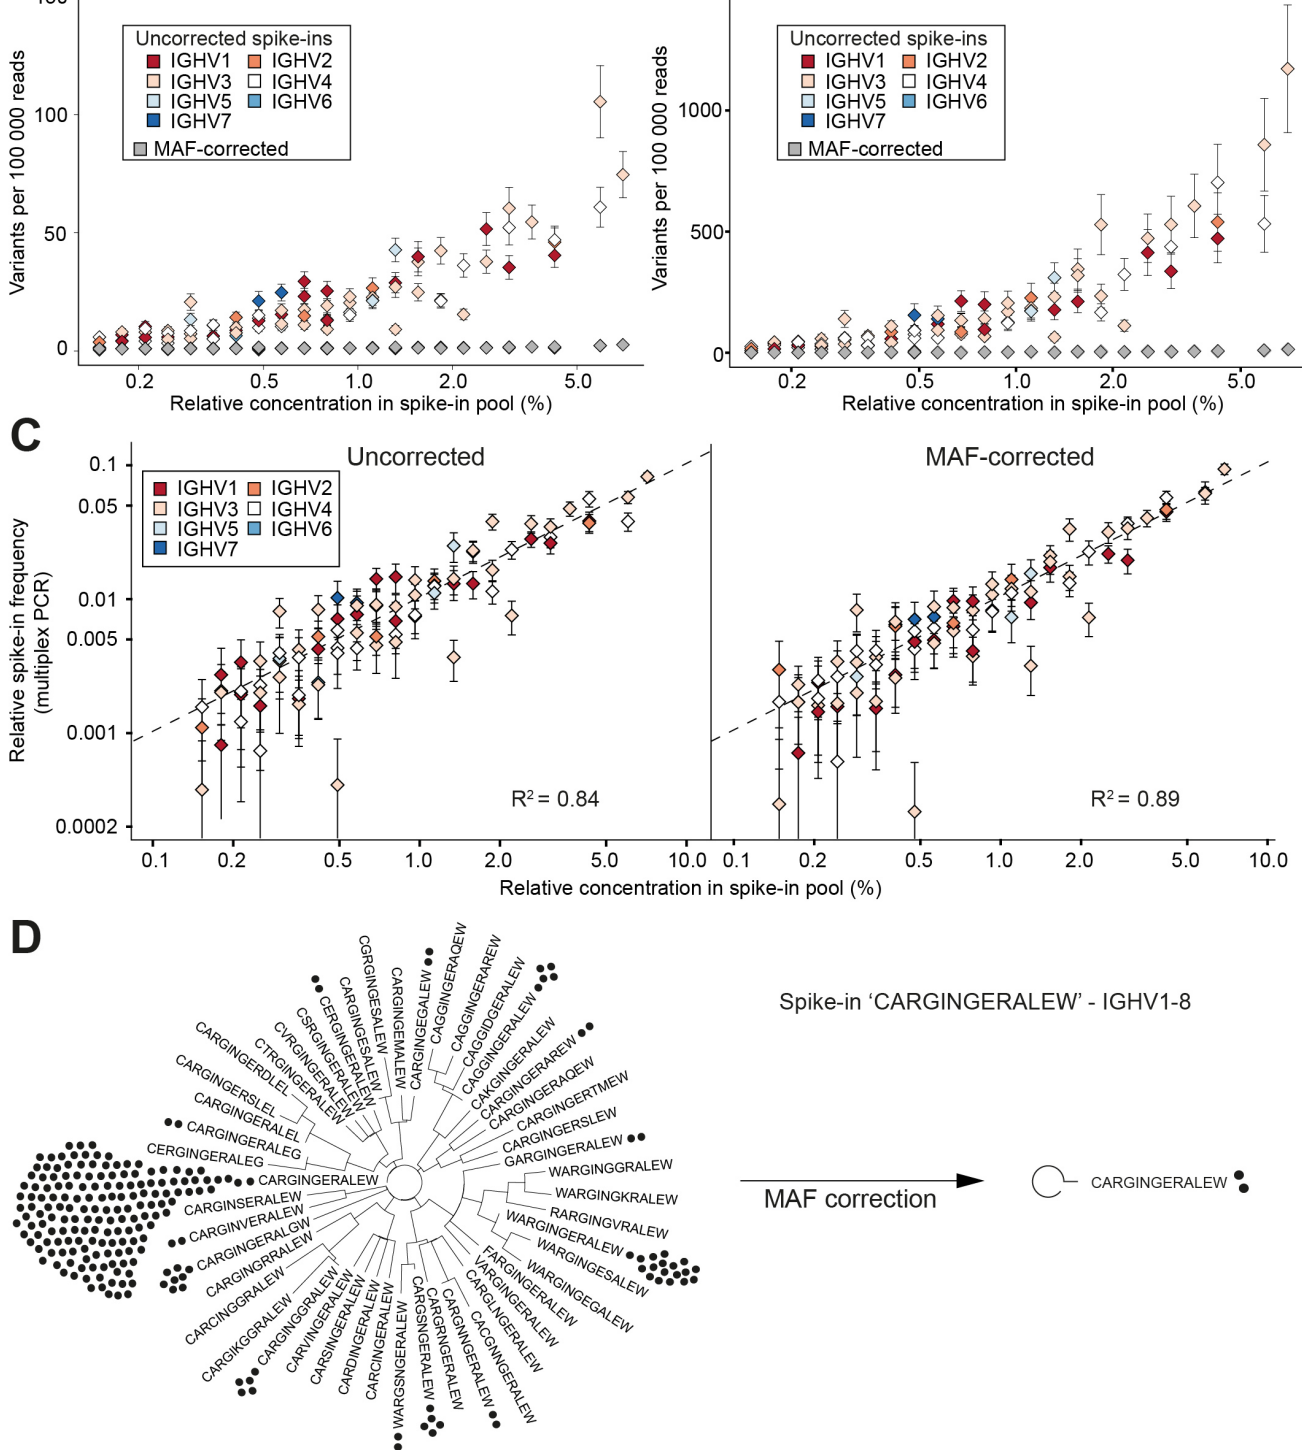 Uncorrected spike-ins
IGHV1 IGHV2
IGHV3 IGHV4
IGHV5 IGHV6
IGHV7
MAF-corrected
Variants per 100 000 reads
100
50
0
0.2 0.5 1.0 2.0 5.0
Relative concentration in spike-in pool (%)
Uncorrected spike-ins
IGHV1 IGHV2
IGHV3 IGHV4
IGHV5 IGHV6
IGHV7
MAF-corrected
Variants per 100 000 reads
1000
500
0
0.2 0.5 1.0 2.0 5.0
Relative concentration in spike-in pool (%)
C
Uncorrected
MAF-corrected
IGHV1 IGHV2
IGHV3 IGHV4
IGHV5 IGHV6
IGHV7
Relative spike-in frequency
(multiplex PCR)
0.1
0.05
0.01
0.005
0.001
0.0002
R² = 0.84
R² = 0.89
0.1 0.2 0.5 1.0 2.0 5.0 10.0 0.1 0.2 0.5 1.0 2.0 5.0 10.0
Relative concentration in spike-in pool (%)
D
Spike-in ‘CARGINGERALEW’ - IGHV1-8
CARGINGERALEW
CERGINGERALEG
CARGINGERALEG
CARGINGERALEL
CARGINGERSLEL
CARGINGERDLEL
CTRGINGERALEW
CVRGINGERALEW
CSRGINGERALEW
CERGINGERALEW
CARGINGESALEW
CGRGINGESALEW
CARGINGEMALEW
CARGINGEGALEW
CAGGINGERAQEW
CAGGINGERAREW
CAGGIDGERALEW
CAGGINGERALEW
CAKGINGERALEW
CARGINGERAREW
CARGINGERAQEW
CARGINGERTMEW
CARGINGERSLEW
GARGINGERALEW
WARGINGGRALEW
WARGINGKRALEW
RARGINGVRALEW
WARGINGERALEW
WARGINGESALEW
WARGINGEGALEW
FARGINGERALEW
VARGINGERALEW
CARGLNGERALEW
CACGNNGERALEW
CARGNNGERALEW
CARGRNGERALEW
CARGSNGERALEW
WARGSNGERALEW
CARCINGERALEW
CARDINGERALEW
CARSINGERALEW
CARVINGERALEW
CARGINGGRALEW
CARGIKGGRALEW
CARCINGGRALEW
CARGINGRRALEW
CARGINGERALGW
CARGINVERALEW
CARGINSERALEW
MAF correction
CARGINGERALEW